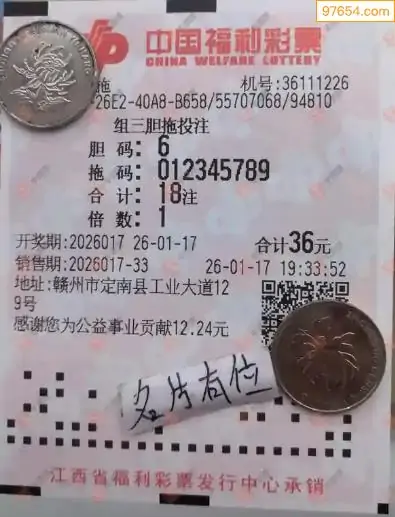 97654.com
中国福利彩票
CHINA WELFARE LOTTERY
拖 机号:36111226
-26E2-40A8-B658/55707068/94810
组三胆拖投注
胆 码: 6
拖 码: 012345789
合 计: 18注
倍 数: 1
开奖期:2026017 26-01-17 合计36元
销售期:2026017-33 26-01-17 19:33:52
地址:赣州市定南县工业大道12
9号
感谢您为公益事业贡献12.24元
名片有位
江西省福利彩票发行中心承销